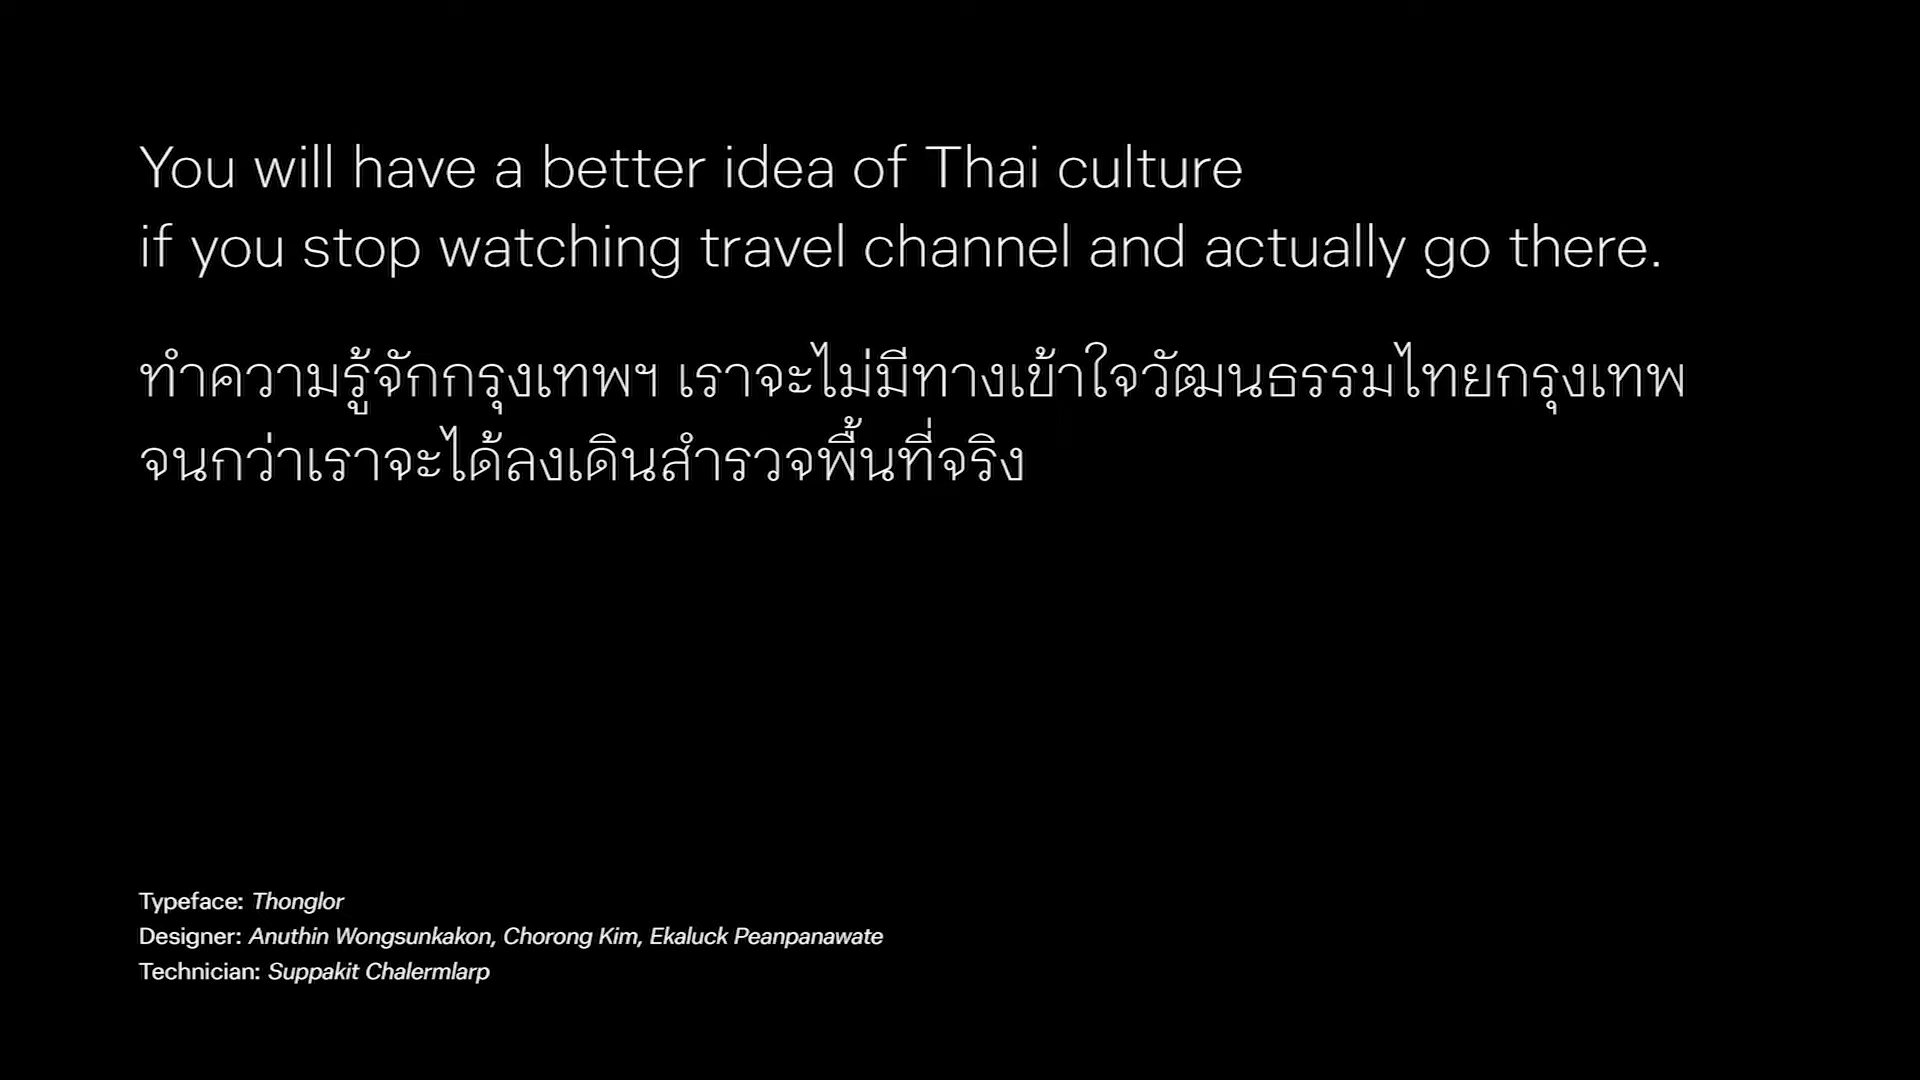 You will have a better idea of Thai culture
if you stop watching travel channel and actually go there.
ทำความรู้จักกรุงเทพฯ เราจะไม่มีทางเข้าใจวัฒนธรรมไทยกรุงเทพ
จนกว่าเราจะได้ลงเดินสำรวจพื้นที่จริง
Typeface: Thonglor
Designer: Anuthin Wongsunkakon, Chorong Kim, Ekaluck Peanpanawate
Technician: Suppakit Chalermlarp